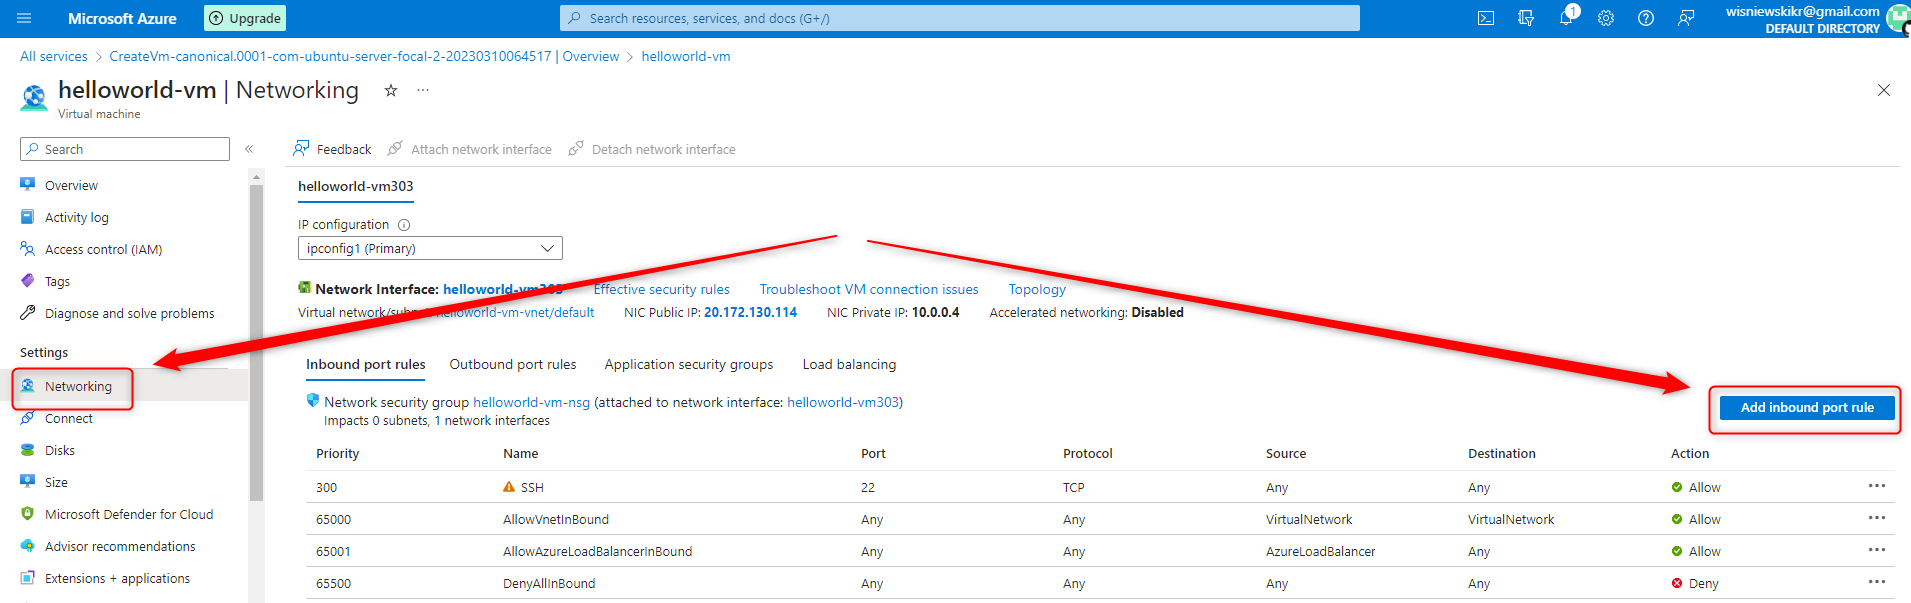 Microsoft Azure
Upgrade
Search resources, services, and docs (G+/)
1
wisniewskikr@gmail.com
DEFAULT DIRECTORY
All services > CreateVm-canonical.0001-com-ubuntu-server-focal-2-20230310064517 | Overview > helloworld-vm
helloworld-vm | Networking
Virtual machine
Search
«
Overview
Activity log
Access control (IAM)
Tags
Diagnose and solve problems
Settings
Networking
Connect
Disks
Size
Microsoft Defender for Cloud
Advisor recommendations
Extensions + applications
Feedback Attach network interface Detach network interface
helloworld-vm303
IP configuration
ipconfig1 (Primary)
Network Interface: helloworld-vm303 Effective security rules Troubleshoot VM connection issues Topology
Virtual network/subnet: helloworld-vm-vnet/default NIC Public IP: 20.172.130.114 NIC Private IP: 10.0.0.4 Accelerated networking: Disabled
Inbound port rules Outbound port rules Application security groups Load balancing
Network security group helloworld-vm-nsg (attached to network interface: helloworld-vm303)
Impacts 0 subnets, 1 network interfaces
Add inbound port rule
Priority Name Port Protocol Source Destination Action
300 SSH 22 TCP Any Any Allow
65000 AllowVnetInBound Any Any VirtualNetwork VirtualNetwork Allow
65001 AllowAzureLoadBalancerInBound Any Any AzureLoadBalancer Any Allow
65500 DenyAllInBound Any Any Any Any Deny